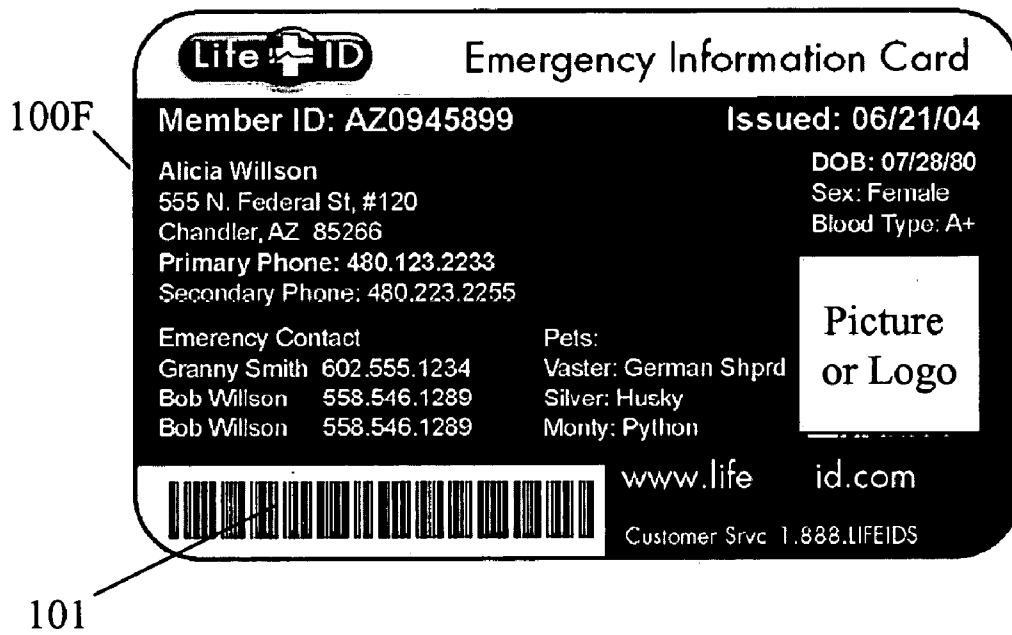 Life ID Emergency Information Card
100F
Member ID: AZ0945899 Issued: 06/21/04
Alicia Willson DOB: 07/28/80
555 N. Federal St, #120 Sex: Female
Chandler, AZ 85266 Blood Type: A+
Primary Phone: 480.123.2233
Secondary Phone: 480.223.2255
Picture
or Logo
Emerency Contact Pets:
Granny Smith 602.555.1234 Vaster: German Shprd
Bob Willson 558.546.1289 Silver: Husky
Bob Willson 558.546.1289 Monty: Python
www.life id.com
Customer Srvc 1.888.LIFEIDS
101